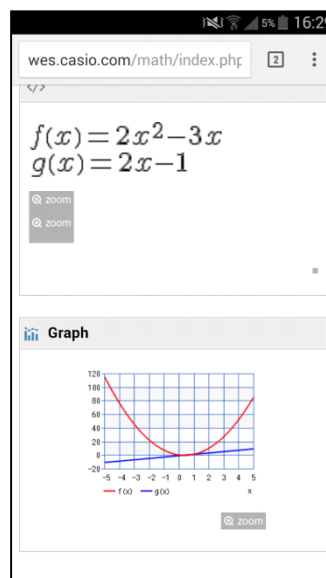 5% 16:29
wes.casio.com/math/index.php
2
</>
f(x)=2x²−3x
g(x)=2x−1
zoom
zoom
Graph
120
100
80
60
40
20
0
-20
-5 -4 -3 -2 -1 0 1 2 3 4 5
f(x) g(x) x
zoom